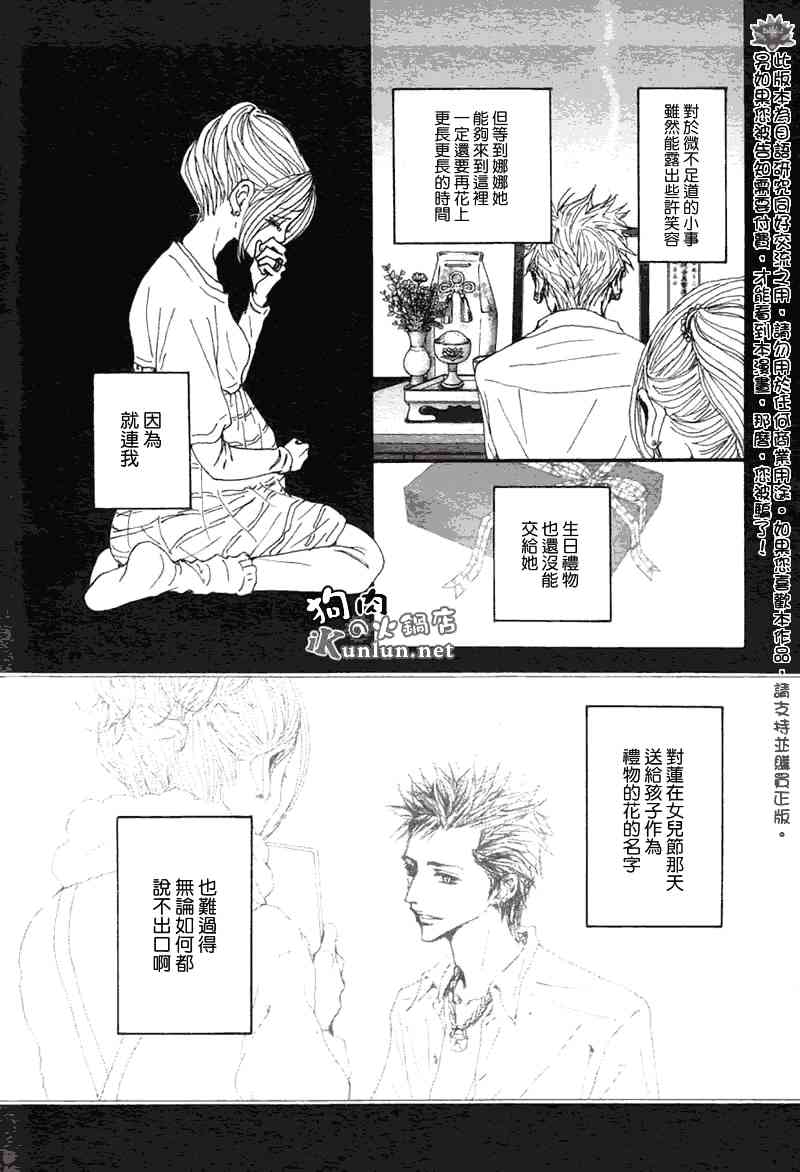 對於微不足道的小事
雖然能露出些許笑容
但等到娜娜她
能夠來到這裡
一定還要再花上
更長更長的時間
因為
就連我
生日禮物
也還沒能
交給她
對蓮在女兒節那天
送給孩子作為
禮物的花的名字
也難過得
無論如何都
說不出口啊
狗肉の火鍋店
iKunlun.net
此版本為日語研究同好交流之用，請勿用於任何商業用途。如果您喜歡本作品，請支持並購買正版。
另如果您被告知需要付費，才能看到本漫畫，那麼，您被騙了！